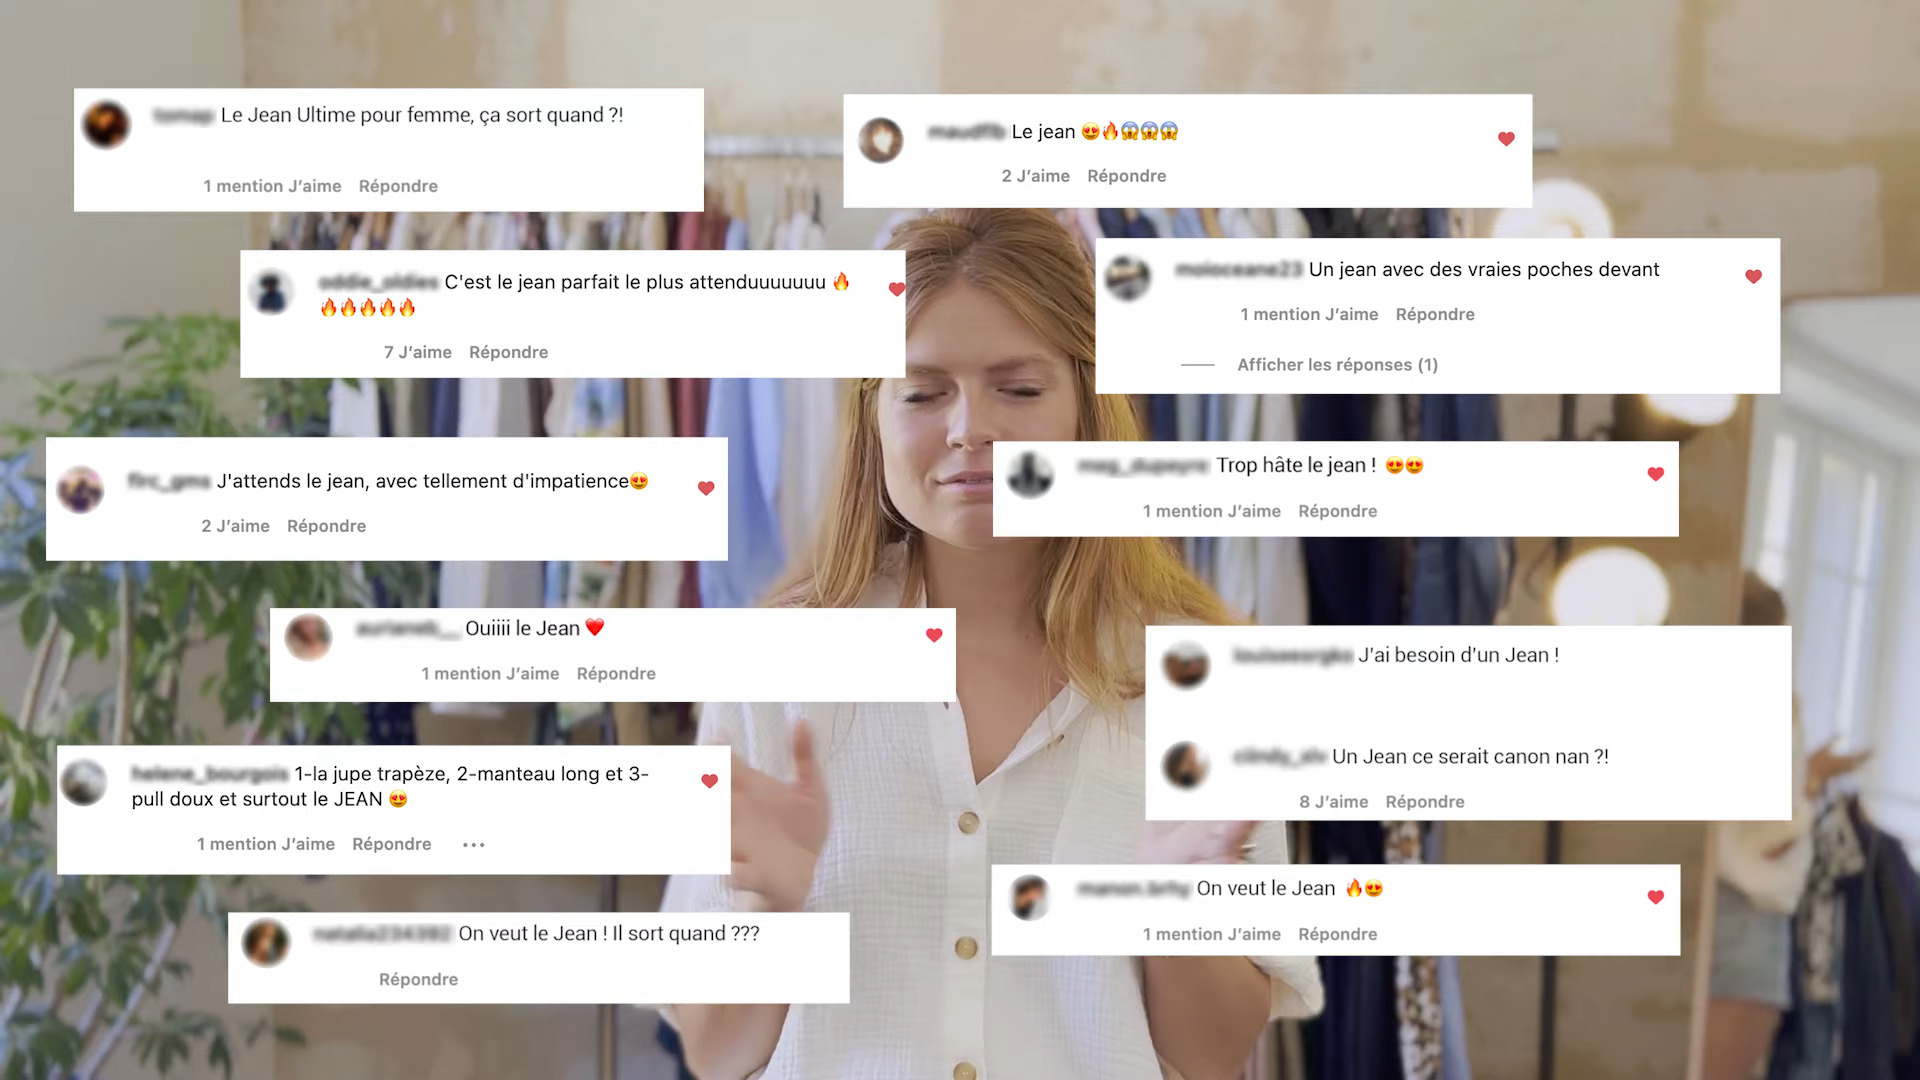 Le Jean Ultime pour femme, ça sort quand ?!
1 mention J'aime Répondre
Le jean 😍🔥😱😱😱
2 J'aime Répondre
C'est le jean parfait le plus attenduuuuuuu 🔥
🔥🔥🔥🔥🔥
7 J'aime Répondre
Un jean avec des vraies poches devant
1 mention J'aime Répondre
Afficher les réponses (1)
J'attends le jean, avec tellement d'impatience😍
2 J'aime Répondre
Trop hâte le jean ! 😍😍
1 mention J'aime Répondre
Ouiiii le Jean ❤️
1 mention J'aime Répondre
J'ai besoin d'un Jean !
Un Jean ce serait canon nan ?!
8 J'aime Répondre
1-la jupe trapèze, 2-manteau long et 3-
pull doux et surtout le JEAN 😍
1 mention J'aime Répondre ...
On veut le Jean 🔥😍
1 mention J'aime Répondre
On veut le Jean ! Il sort quand ???
Répondre